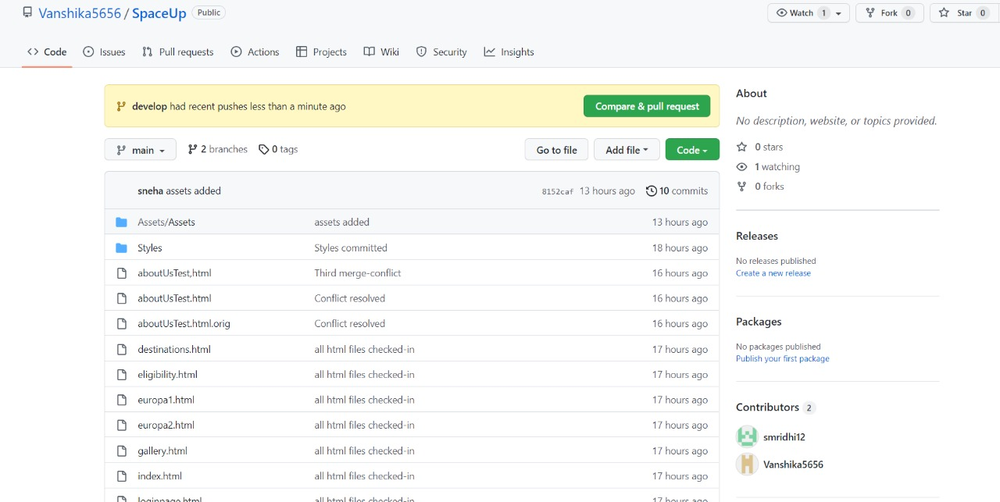 Vanshika5656 / SpaceUp Public
Watch 1 Fork 0 Star 0
Code Issues Pull requests Actions Projects Wiki Security Insights
develop had recent pushes less than a minute ago Compare & pull request
main 2 branches 0 tags Go to file Add file Code
sneha assets added 8152caf 13 hours ago 10 commits
Assets/Assets assets added 13 hours ago
Styles Styles committed 18 hours ago
aboutUsTest,html Third merge-conflict 16 hours ago
aboutUsTest.html Conflict resolved 16 hours ago
aboutUsTest.html.orig Conflict resolved 16 hours ago
destinations.html all html files checked-in 17 hours ago
eligibility.html all html files checked-in 17 hours ago
europa1.html all html files checked-in 17 hours ago
europa2.html all html files checked-in 17 hours ago
gallery.html all html files checked-in 17 hours ago
index.html all html files checked-in 17 hours ago
loginpage.html all html files checked-in 17 hours ago
About
No description, website, or topics provided.
0 stars
1 watching
0 forks
Releases
No releases published
Create a new release
Packages
No packages published
Publish your first package
Contributors 2
smridhi12
Vanshika5656